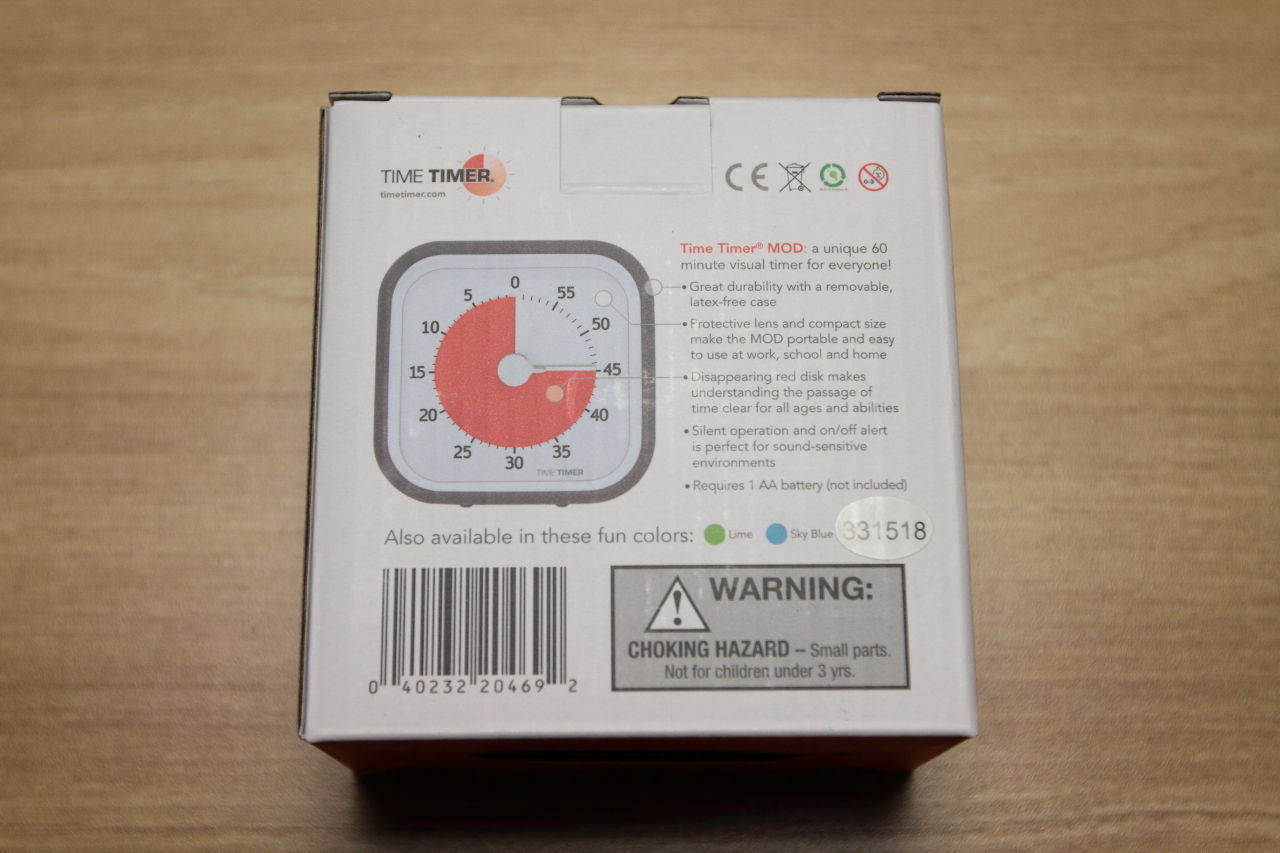 TIME TIMER®
timetimer.com
CE
0-3
Time Timer® MOD: a unique 60
minute visual timer for everyone!
• Great durability with a removable,
latex-free case
• Protective lens and compact size
make the MOD portable and easy
to use at work, school and home
• Disappearing red disk makes
understanding the passage of
time clear for all ages and abilities
• Silent operation and on/off alert
is perfect for sound-sensitive
environments
• Requires 1 AA battery (not included)
0
5
55
10
50
15
45
20
40
25
35
30
TIME TIMER
Also available in these fun colors: Lime Sky Blue
331518
WARNING:
CHOKING HAZARD – Small parts.
Not for children under 3 yrs.
0 40232 20469 2